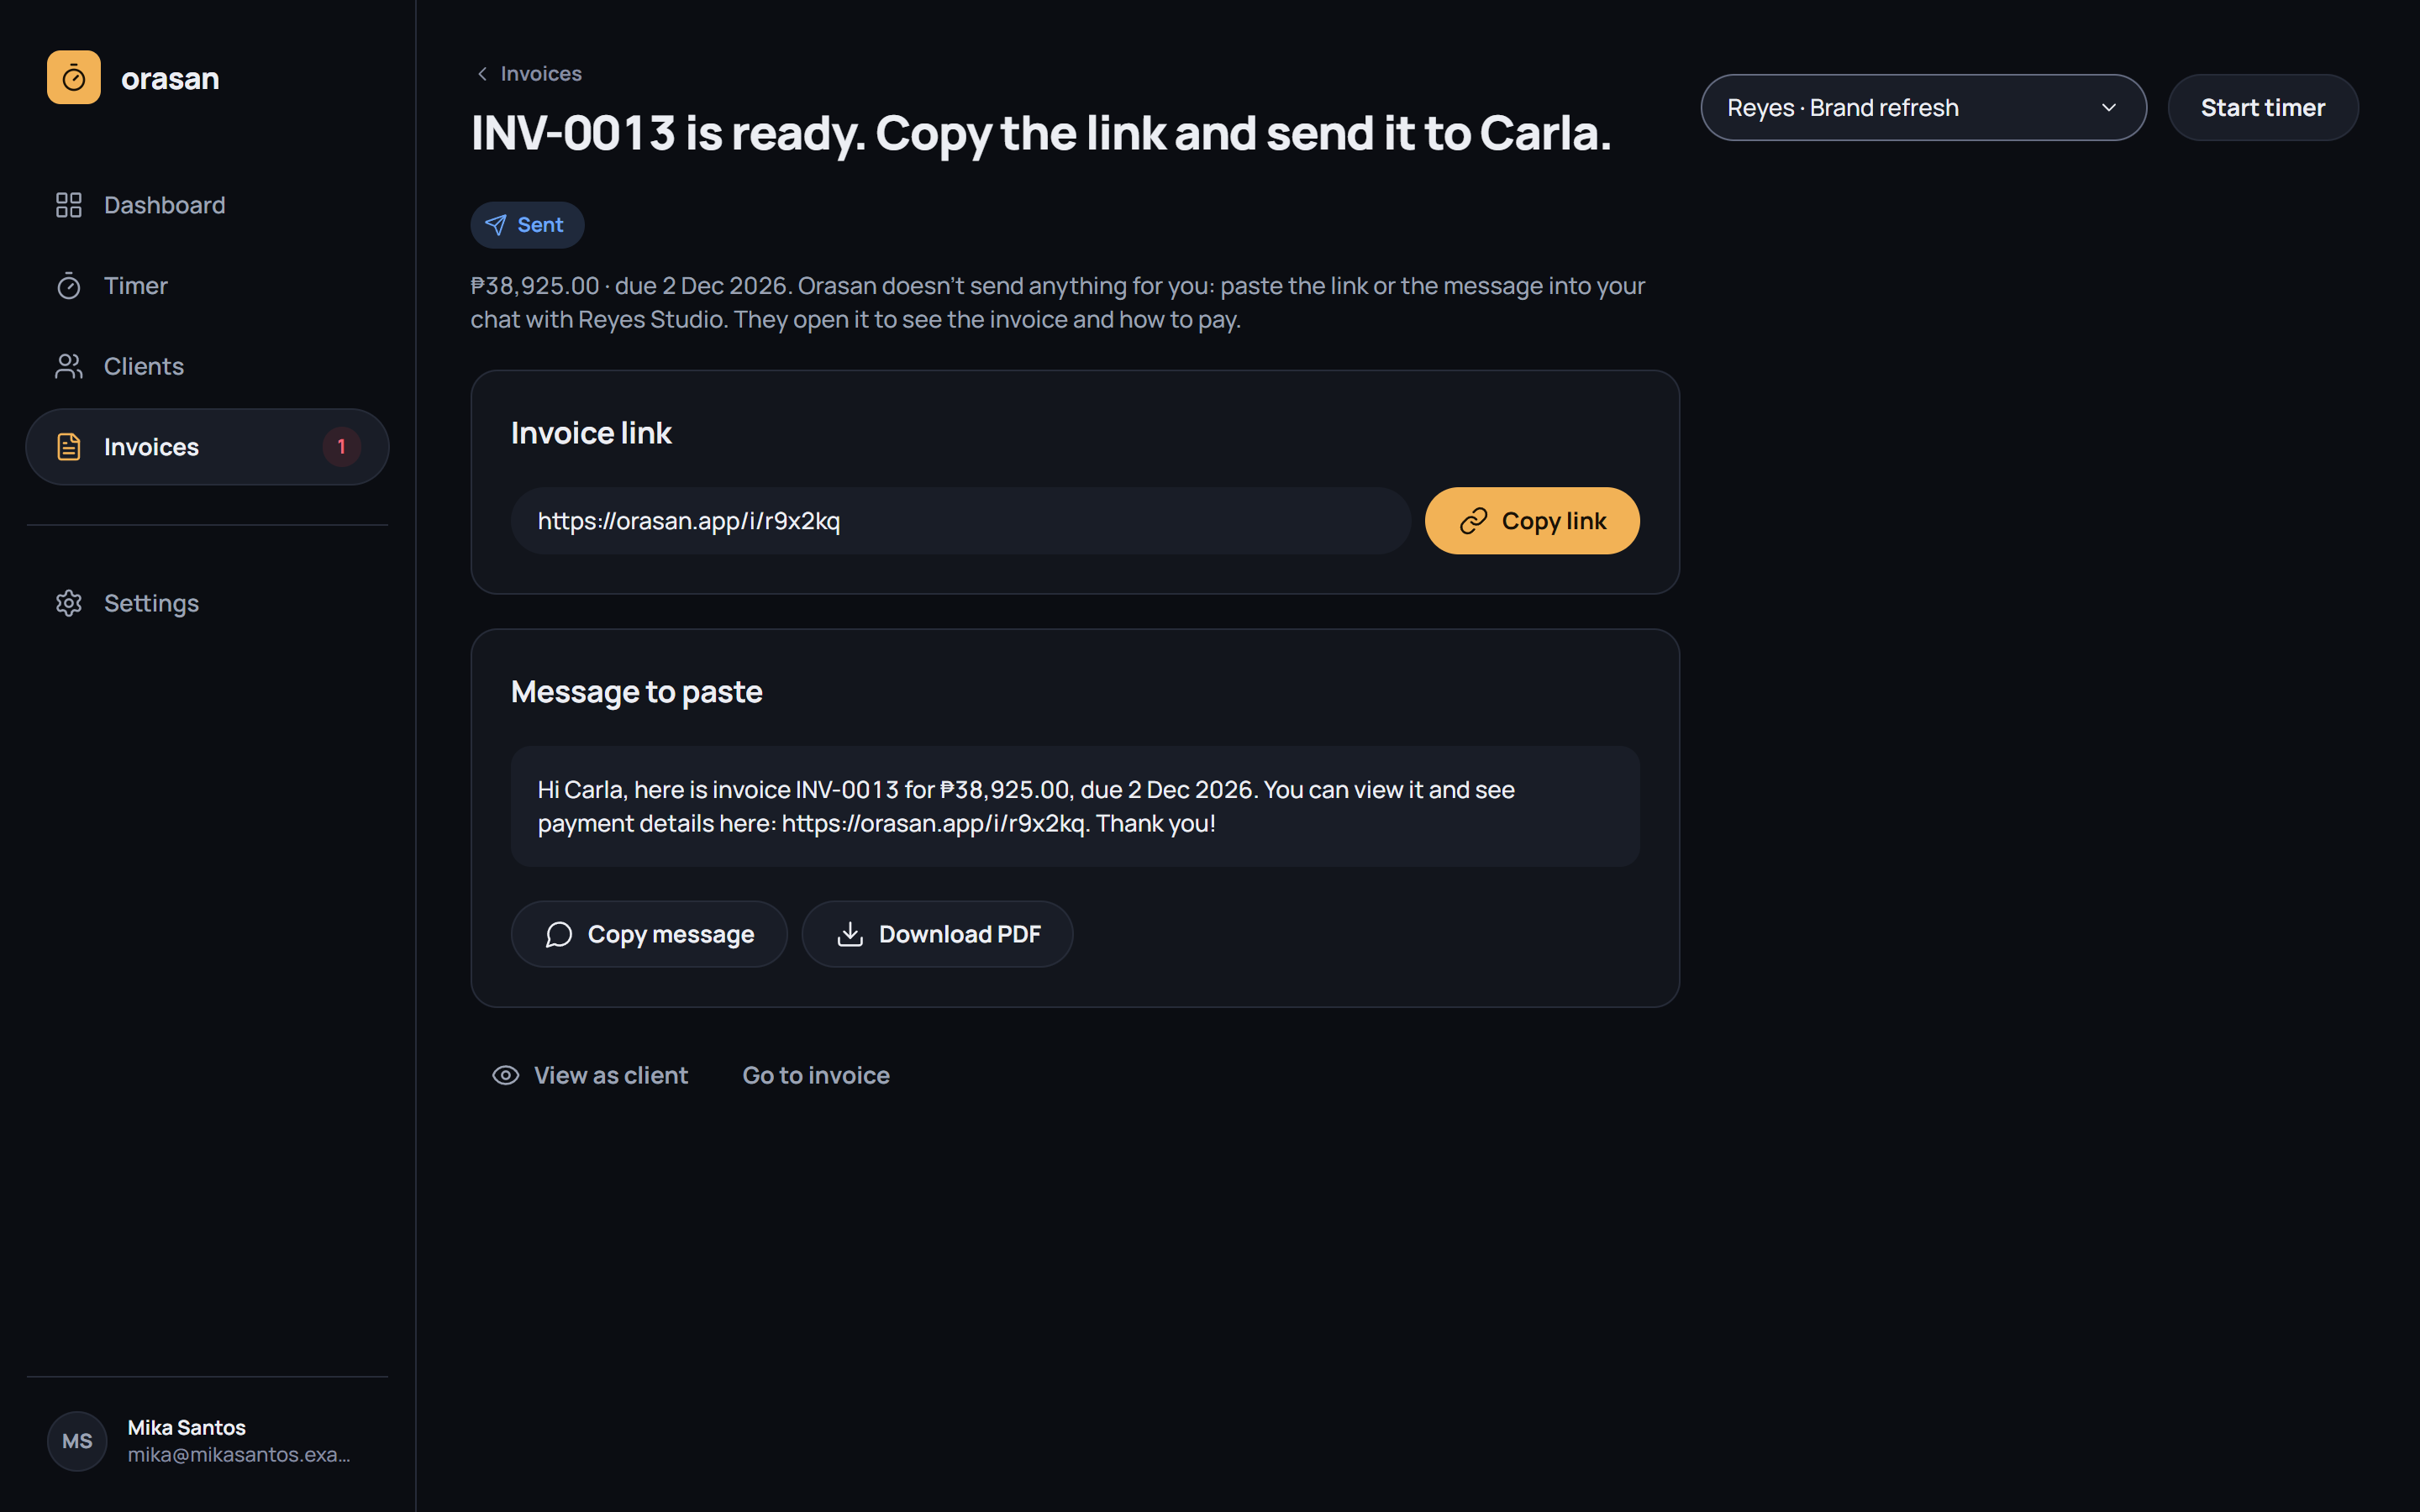 orasan
Dashboard
Timer
Clients
Invoices 1
Settings
MS
Mika Santos
mika@mikasantos.exa...
Invoices
INV-0013 is ready. Copy the link and send it to Carla.
Reyes · Brand refresh
Start timer
Sent
₱38,925.00 · due 2 Dec 2026. Orasan doesn't send anything for you: paste the link or the message into your
chat with Reyes Studio. They open it to see the invoice and how to pay.
Invoice link
https://orasan.app/i/r9x2kq
Copy link
Message to paste
Hi Carla, here is invoice INV-0013 for ₱38,925.00, due 2 Dec 2026. You can view it and see
payment details here: https://orasan.app/i/r9x2kq. Thank you!
Copy message
Download PDF
View as client
Go to invoice